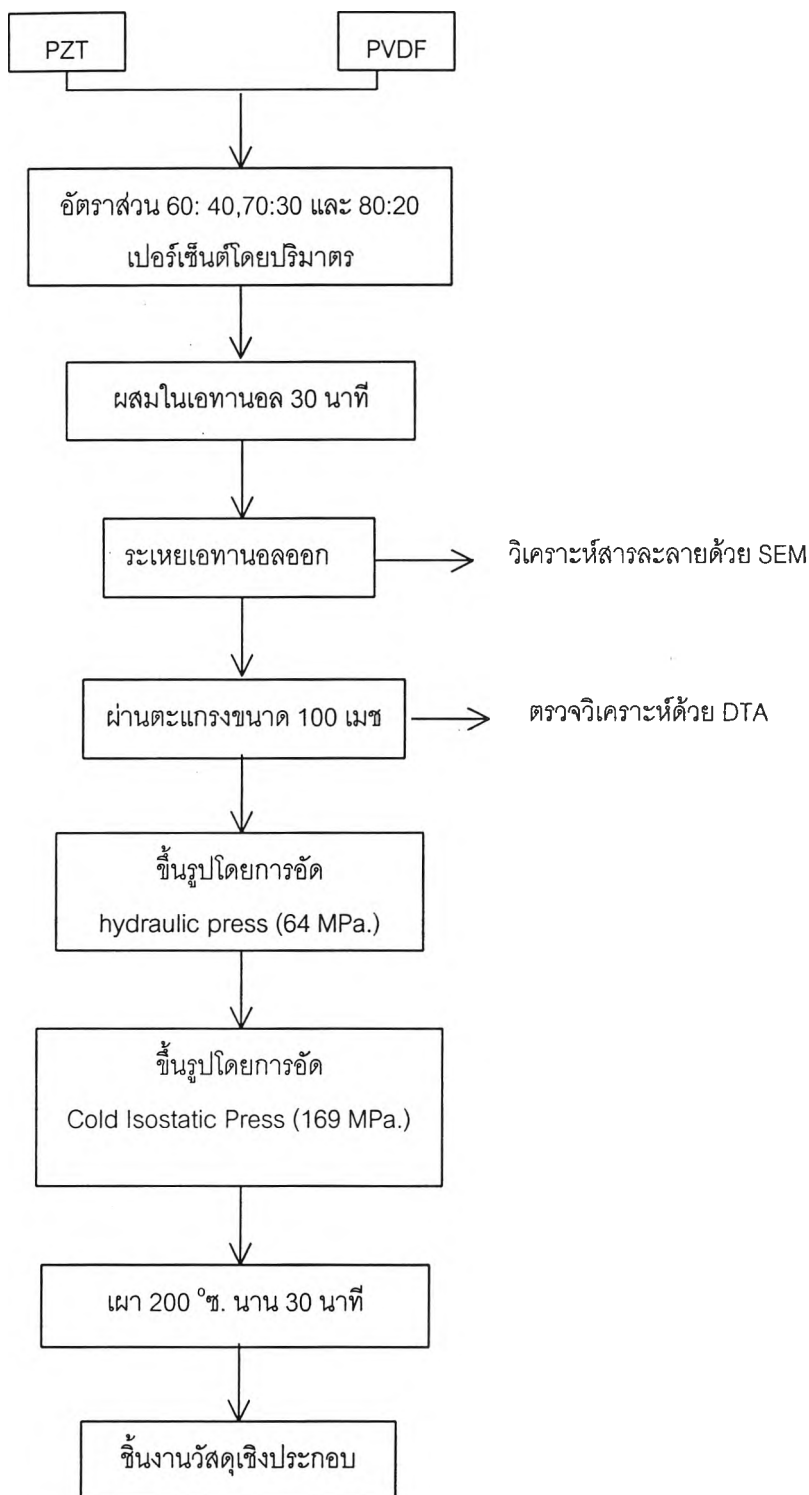 PZT
PVDF
อัตราส่วน 60: 40,70:30 และ 80:20
เปอร์เซ็นต์โดยปริมาตร
ผสมในเอทานอล 30 นาที
ระเหยเอทานอลออก
วิเคราะห์สารละลายด้วย SEM
ผ่านตะแกรงขนาด 100 เมช
ตรวจวิเคราะห์ด้วย DTA
ขึ้นรูปโดยการอัด
hydraulic press (64 MPa.)
ขึ้นรูปโดยการอัด
Cold Isostatic Press (169 MPa.)
เผา 200 °ซ. นาน 30 นาที
ชิ้นงานวัสดุเชิงประกอบ